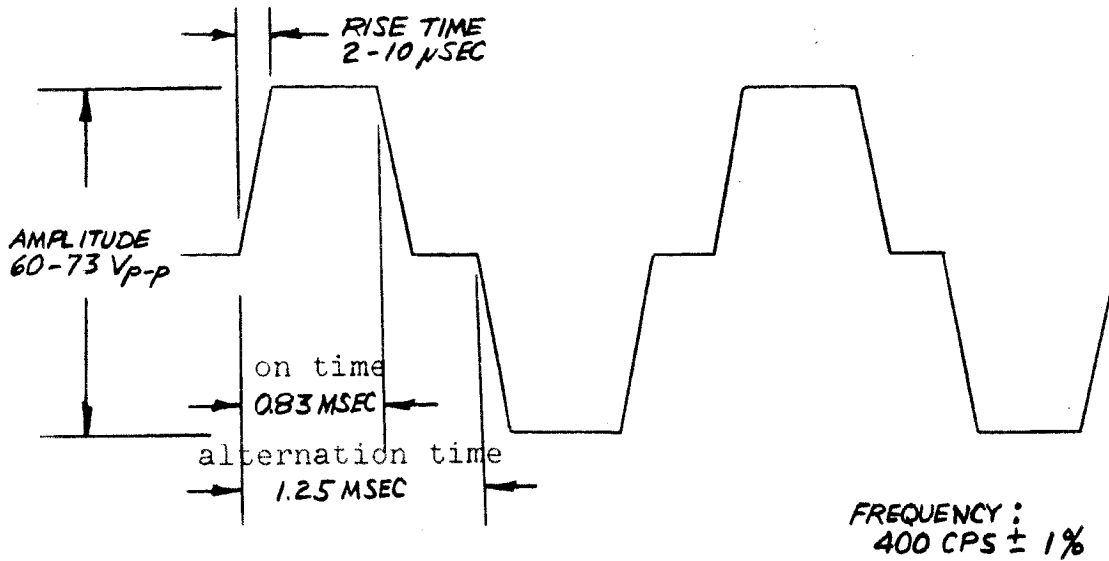 RISE TIME
2-10 μSEC
AMPLITUDE
60-73 Vp-p
on time
0.83 MSEC
alternation time
1.25 MSEC
FREQUENCY:
400 CPS ± 1%